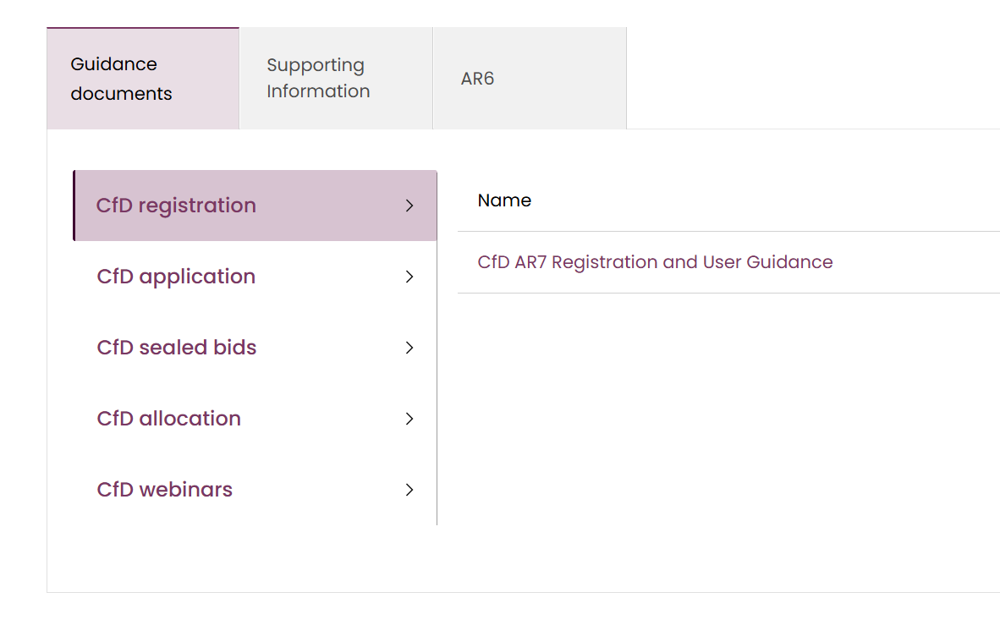 Guidance
documents
Supporting
Information
AR6
CfD registration
CfD application
CfD sealed bids
CfD allocation
CfD webinars
Name
CfD AR7 Registration and User Guidance